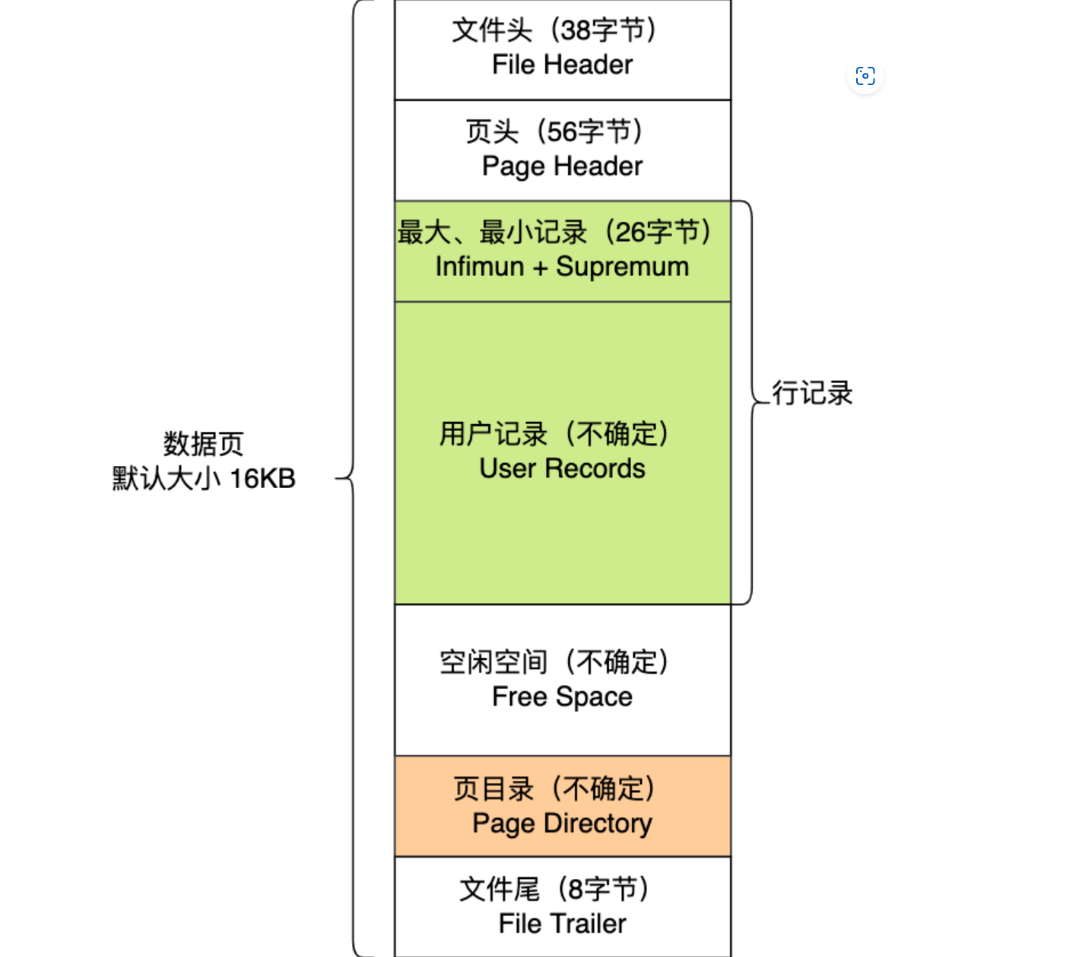 文件头（38字节）
File Header
页头（56字节）
Page Header
最大、最小记录（26字节）
Infimun + Supremum
行记录
用户记录（不确定）
User Records
数据页
默认大小 16KB
空闲空间（不确定）
Free Space
页目录（不确定）
Page Directory
文件尾（8字节）
File Trailer